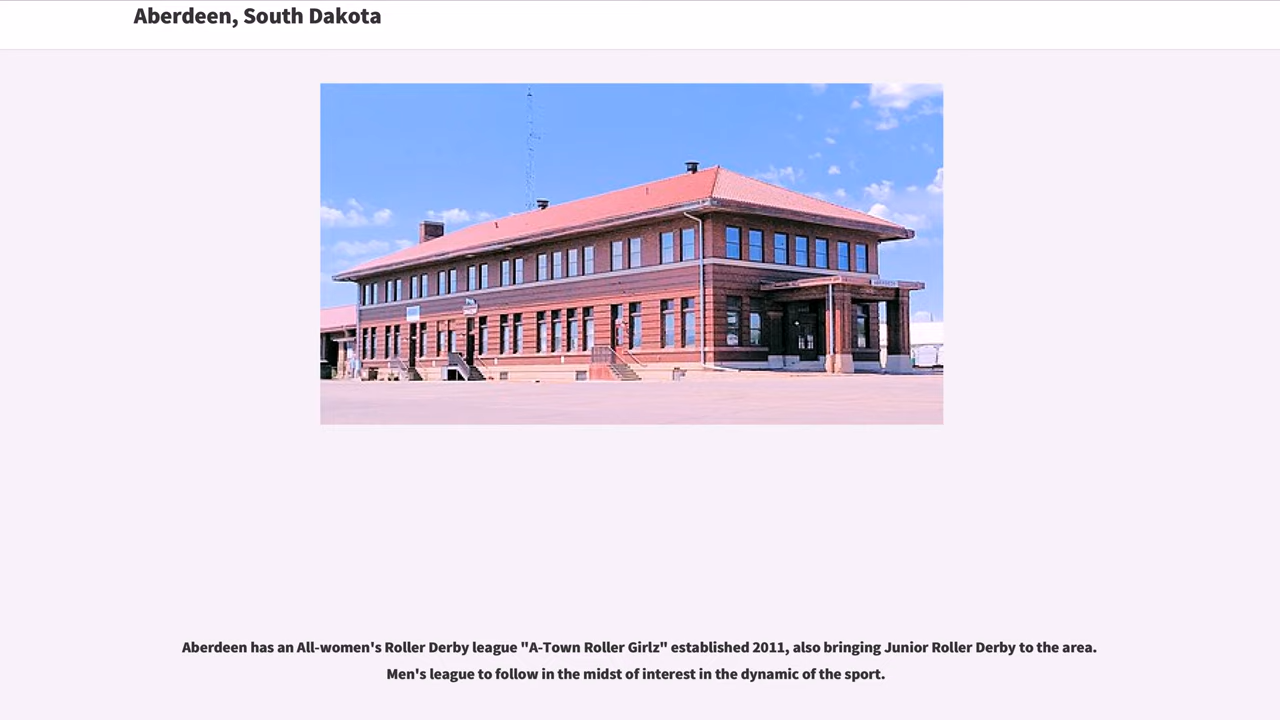 Aberdeen, South Dakota
Aberdeen has an All-women's Roller Derby league "A-Town Roller Girlz" established 2011, also bringing Junior Roller Derby to the area.
Men's league to follow in the midst of interest in the dynamic of the sport.